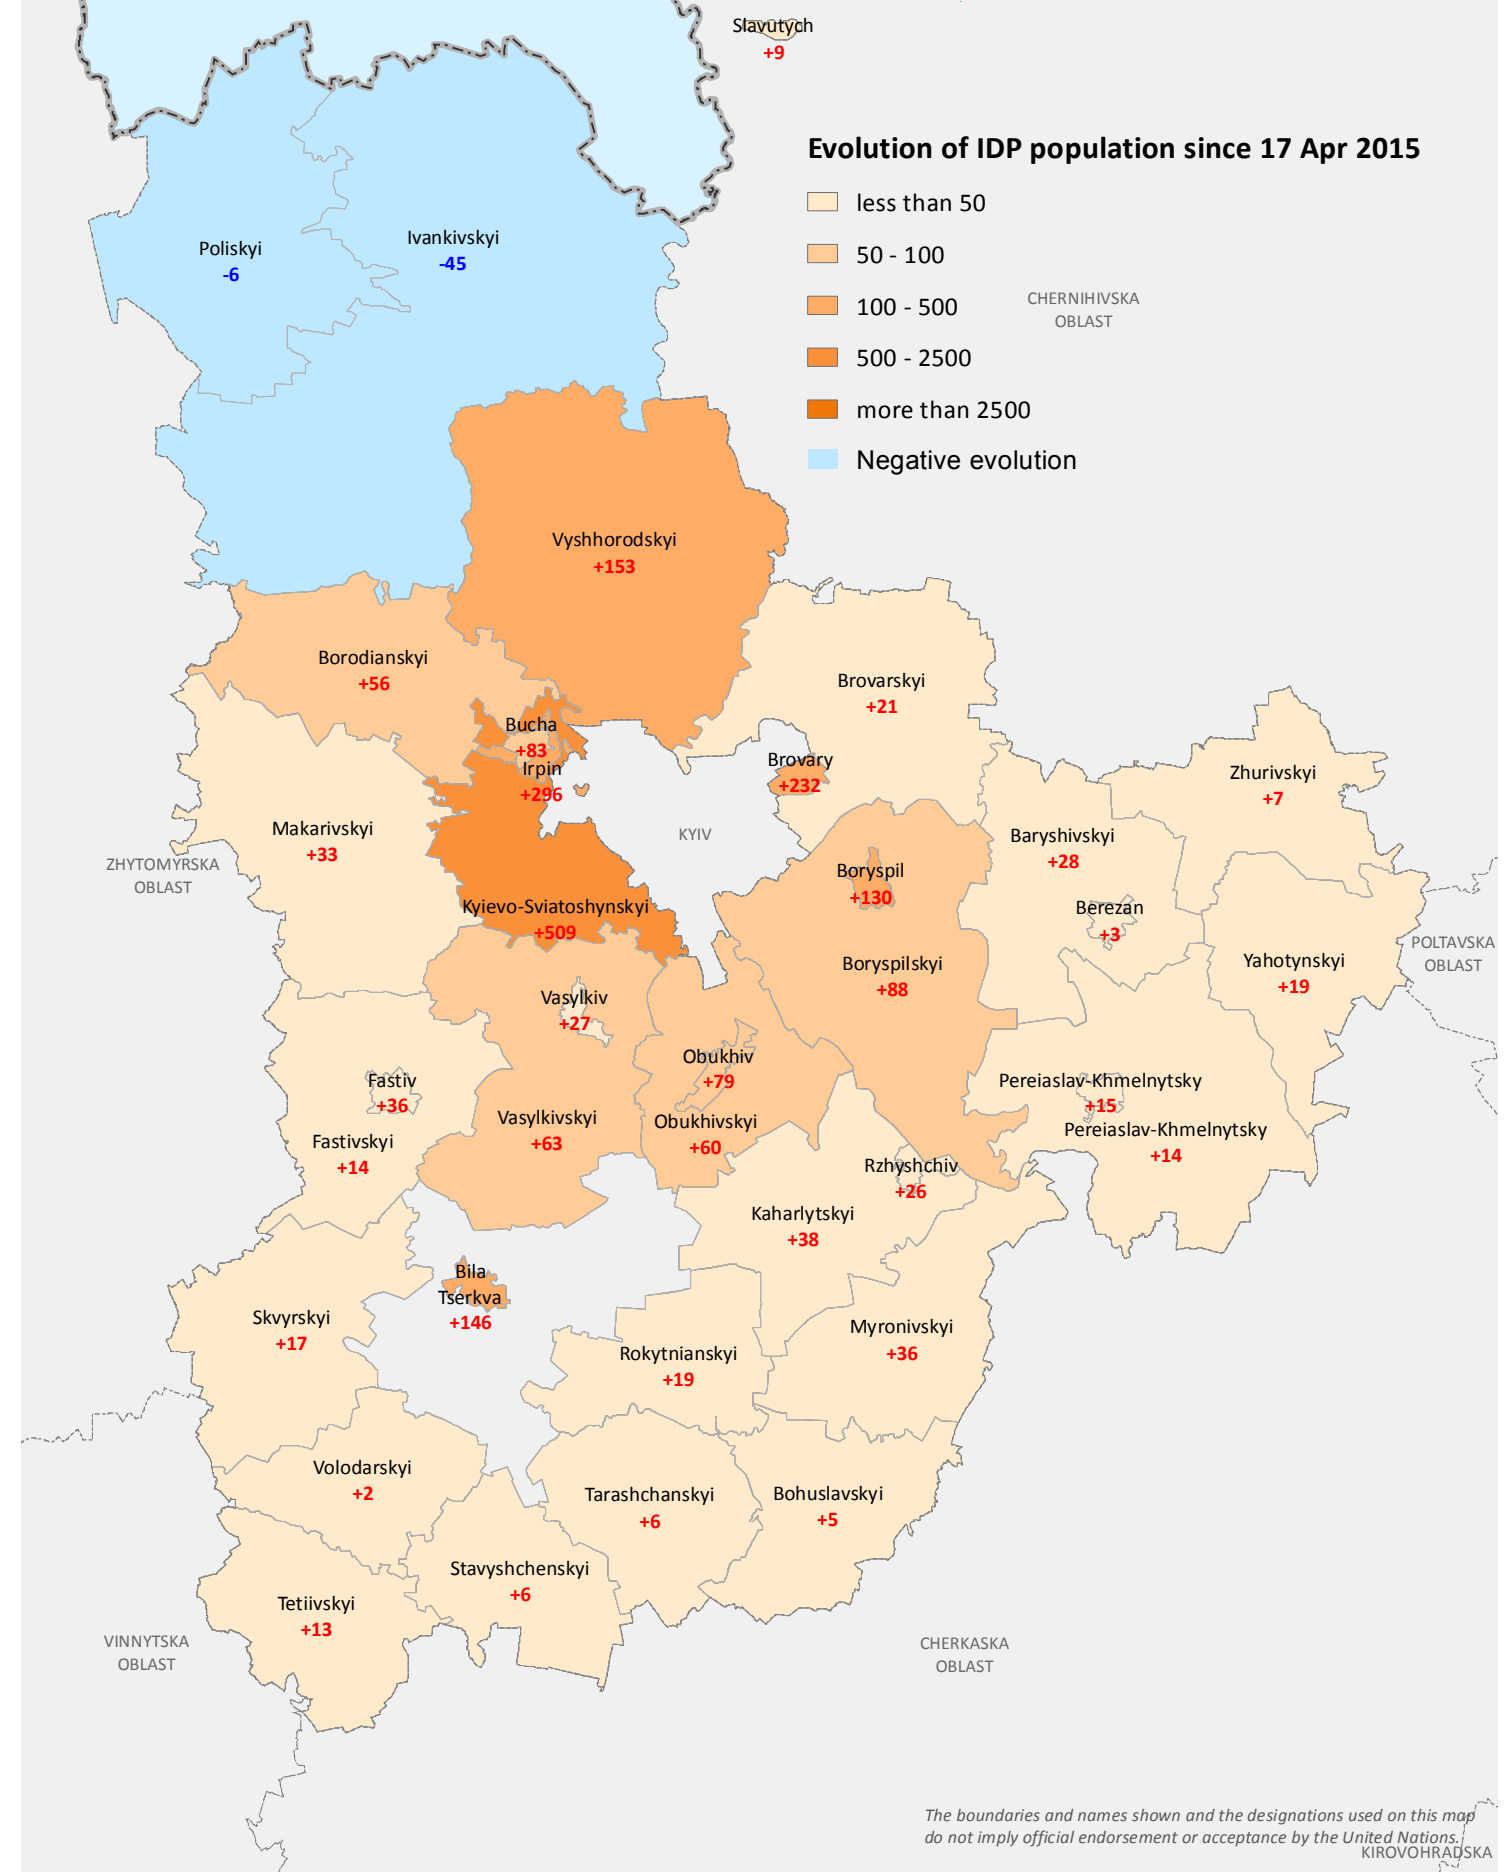 Slavutych
+9
Evolution of IDP population since 17 Apr 2015
less than 50
50 - 100
100 - 500
500 - 2500
more than 2500
Negative evolution
Poliskyi
-6
Ivankivskyi
-45
CHERNIHIVSKA
OBLAST
Vyshhorodskyi
+153
Borodianskyi
+56
Brovarskyi
+21
Bucha
+83
Irpin
+296
Brovary
+232
Zhurivskyi
+7
Makarivskyi
+33
KYIV
Baryshivskyi
+28
ZHYTOMYRSKA
OBLAST
Boryspil
+130
Kyievo-Sviatoshynskyi
+509
Berezan
+3
POLTAVSKA
OBLAST
Boryspilskyi
+88
Yahotynskyi
+19
Vasylkiv
+27
Obukhiv
+79
Fastiv
+36
Pereiaslav-Khmelnytsky
+15
Vasylkivskyi
+63
Obukhivskyi
+60
Pereiaslav-Khmelnytsky
+14
Fastivskyi
+14
Rzhyshchiv
+26
Kaharlytskyi
+38
Bila
Tserkva
+146
Skvyrskyi
+17
Myronivskyi
+36
Rokytnianskyi
+19
Volodarskyi
+2
Tarashchanskyi
+6
Bohuslavskyi
+5
Stavyshchenskyi
+6
Tetiivskyi
+13
VINNYTSKA
OBLAST
CHERKASKA
OBLAST
The boundaries and names shown and the designations used on this map
do not imply official endorsement or acceptance by the United Nations.
KIROVOHRADSKA